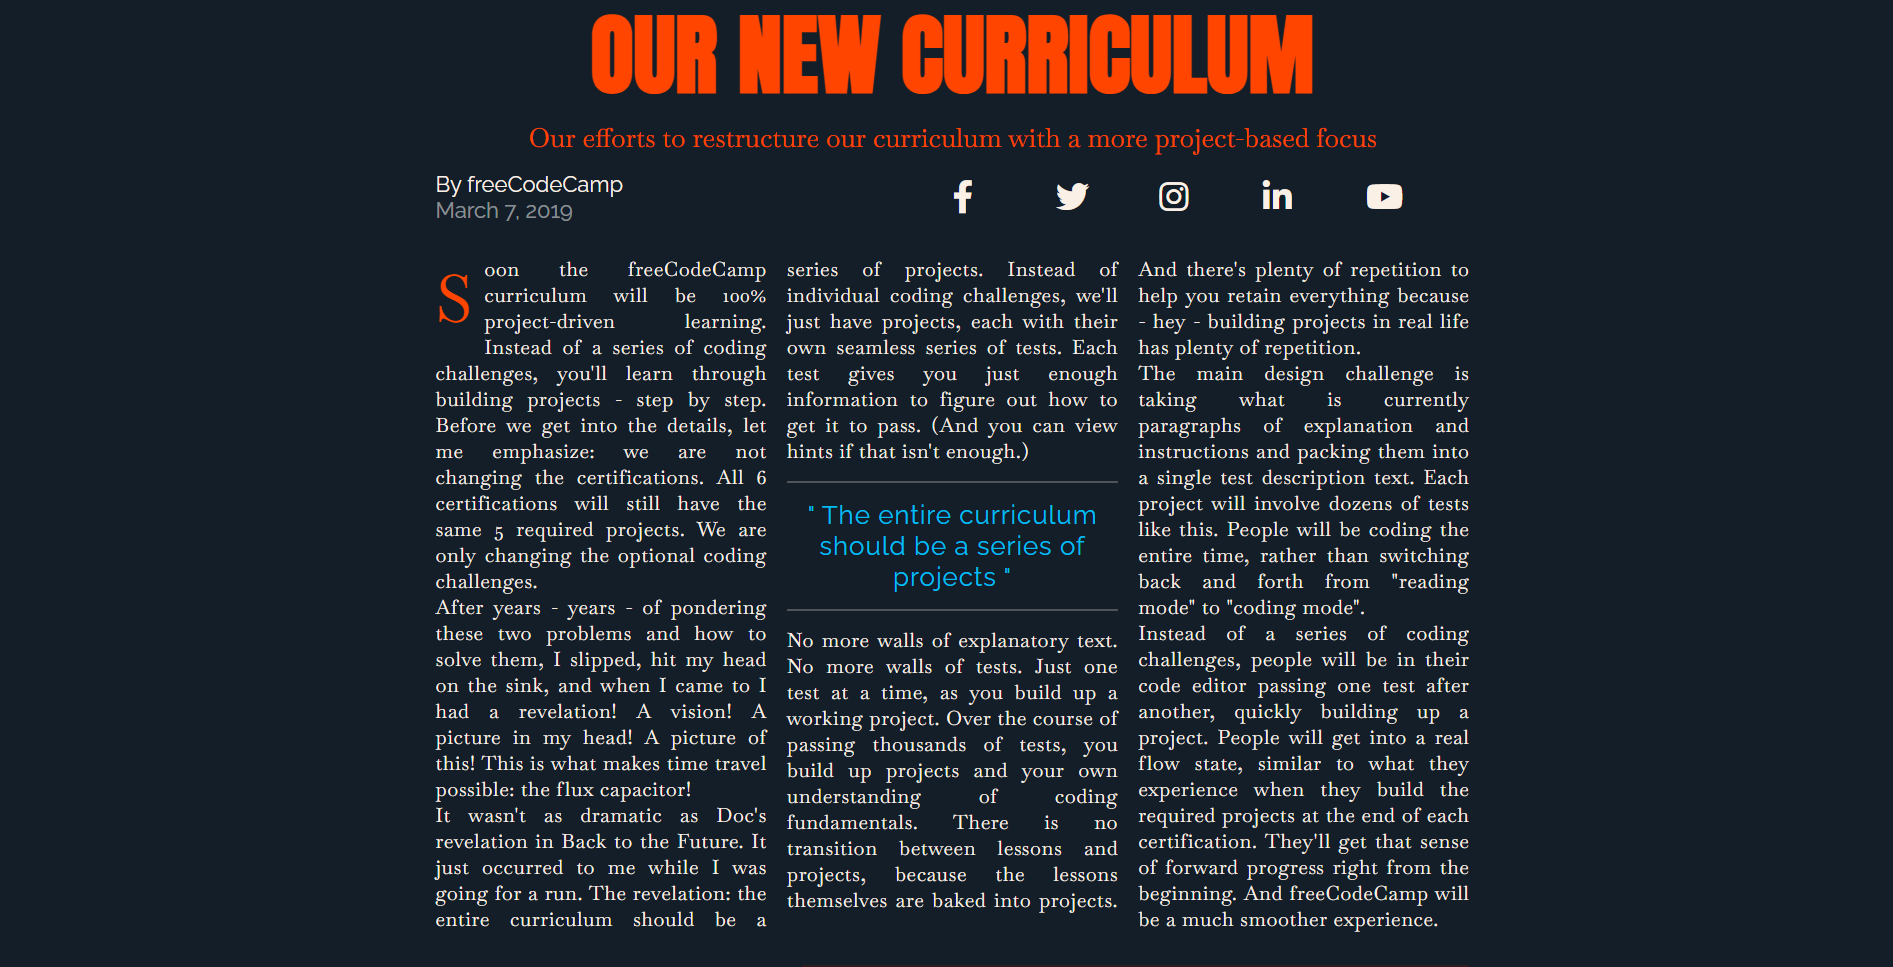 OUR NEW CURRICULUM
Our efforts to restructure our curriculum with a more project-based focus
By freeCodeCamp
March 7, 2019
Soon the freeCodeCamp
curriculum will be 100%
project-driven learning.
Instead of a series of coding
challenges, you'll learn through
building projects - step by step.
Before we get into the details, let
me emphasize: we are not
changing the certifications. All 6
certifications will still have the
same 5 required projects. We are
only changing the optional coding
challenges.
After years - years - of pondering
these two problems and how to
solve them, I slipped, hit my head
on the sink, and when I came to I
had a revelation! A vision! A
picture in my head! A picture of
this! This is what makes time travel
possible: the flux capacitor!
It wasn't as dramatic as Doc's
revelation in Back to the Future. It
just occurred to me while I was
going for a run. The revelation: the
entire curriculum should be a
series of projects. Instead of
individual coding challenges, we'll
just have projects, each with their
own seamless series of tests. Each
test gives you just enough
information to figure out how to
get it to pass. (And you can view
hints if that isn't enough.)
" The entire curriculum
should be a series of
projects "
No more walls of explanatory text.
No more walls of tests. Just one
test at a time, as you build up a
working project. Over the course of
passing thousands of tests, you
build up projects and your own
understanding of coding
fundamentals. There is no
transition between lessons and
projects, because the lessons
themselves are baked into projects.
And there's plenty of repetition to
help you retain everything because
- hey - building projects in real life
has plenty of repetition.
The main design challenge is
taking what is currently
paragraphs of explanation and
instructions and packing them into
a single test description text. Each
project will involve dozens of tests
like this. People will be coding the
entire time, rather than switching
back and forth from "reading
mode" to "coding mode".
Instead of a series of coding
challenges, people will be in their
code editor passing one test after
another, quickly building up a
project. People will get into a real
flow state, similar to what they
experience when they build the
required projects at the end of each
certification. They'll get that sense
of forward progress right from the
beginning. And freeCodeCamp will
be a much smoother experience.